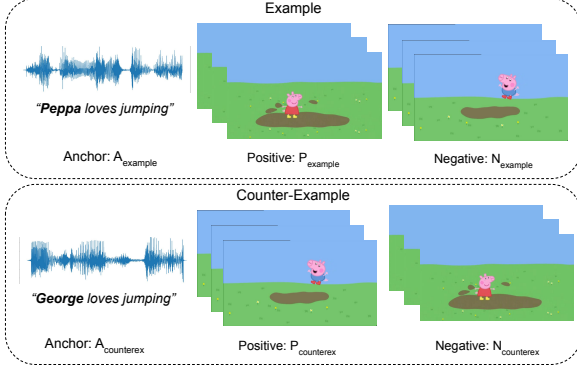 Example
“Peppa loves jumping”
Anchor: A_example
Positive: P_example
Negative: N_example
Counter-Example
“George loves jumping”
Anchor: A_counterex
Positive: P_counterex
Negative: N_counterex